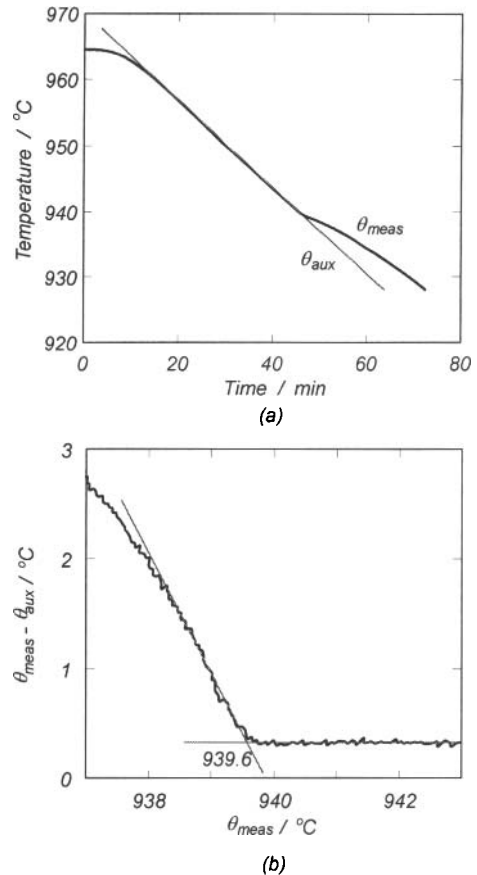 970
960
950
940
930
920
Temperature / °C
θmeas
θaux
0 20 40 60 80
Time / min
(a)
3
2
1
0
θmeas - θaux / °C
939.6
938 940 942
θmeas / °C
(b)